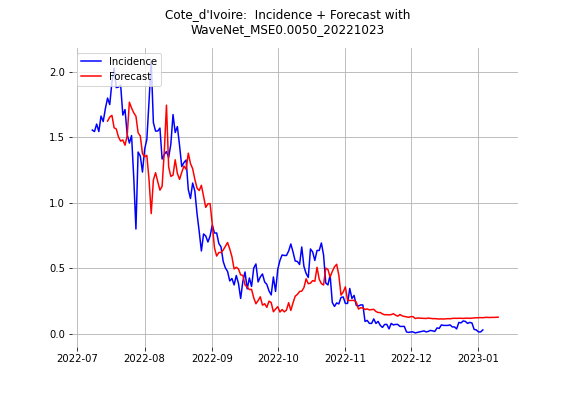 Cote_d'Ivoire:  Incidence + Forecast with
WaveNet_MSE0.0050_20221023
Incidence
Forecast
2.0
1.5
1.0
0.5
0.0
2022-07 2022-08 2022-09 2022-10 2022-11 2022-12 2023-01